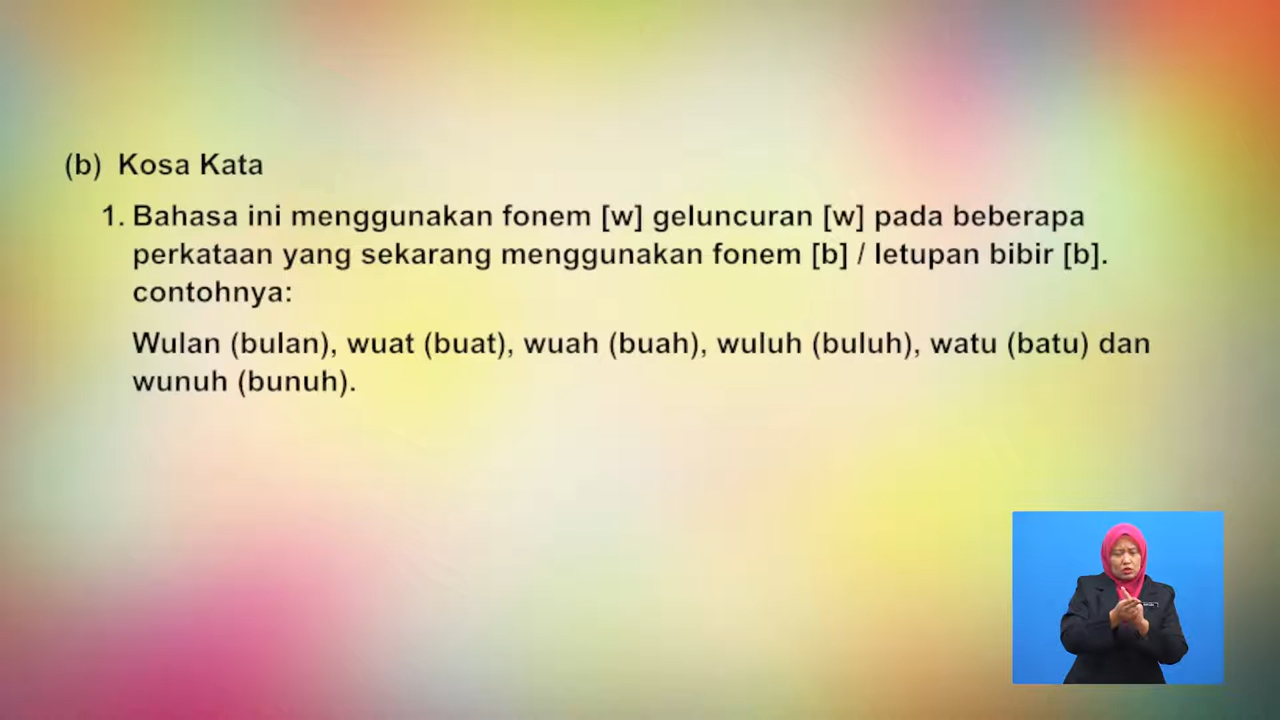 (b) Kosa Kata
1. Bahasa ini menggunakan fonem [w] geluncuran [w] pada beberapa
perkataan yang sekarang menggunakan fonem [b] / letupan bibir [b].
contohnya:
Wulan (bulan), wuat (buat), wuah (buah), wuluh (buluh), watu (batu) dan
wunuh (bunuh).